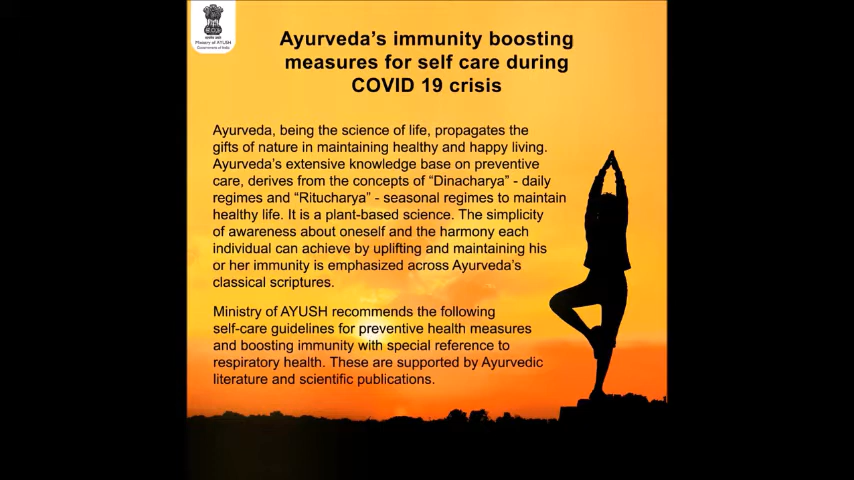 Ministry of AYUSH
Government of India
Ayurveda's immunity boosting
measures for self care during
COVID 19 crisis
Ayurveda, being the science of life, propagates the
gifts of nature in maintaining healthy and happy living.
Ayurveda's extensive knowledge base on preventive
care, derives from the concepts of “Dinacharya” - daily
regimes and “Ritucharya” - seasonal regimes to maintain
healthy life. It is a plant-based science. The simplicity
of awareness about oneself and the harmony each
individual can achieve by uplifting and maintaining his
or her immunity is emphasized across Ayurveda's
classical scriptures.
Ministry of AYUSH recommends the following
self-care guidelines for preventive health measures
and boosting immunity with special reference to
respiratory health. These are supported by Ayurvedic
literature and scientific publications.